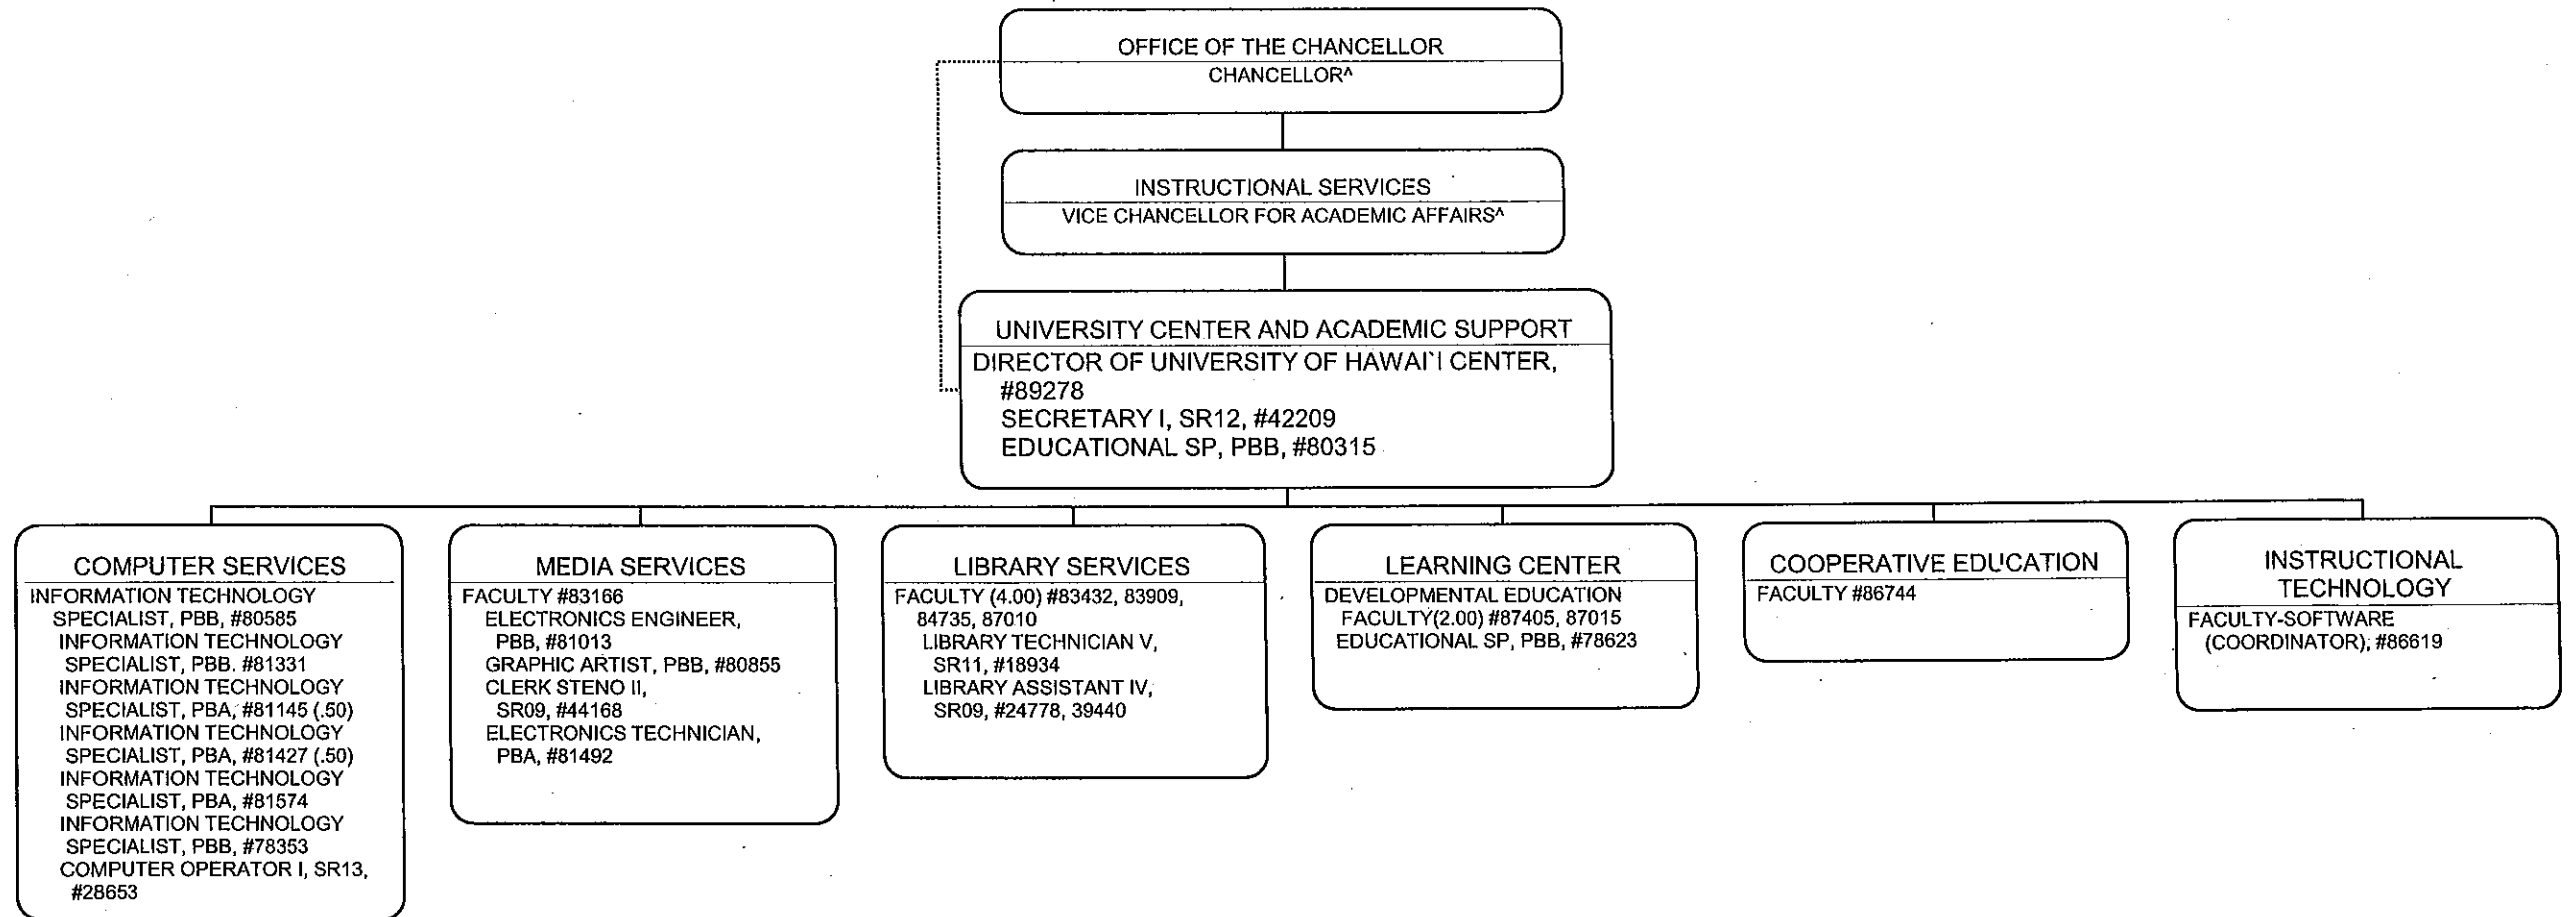 OFFICE OF THE CHANCELLOR
CHANCELLOR^
INSTRUCTIONAL SERVICES
VICE CHANCELLOR FOR ACADEMIC AFFAIRS^
UNIVERSITY CENTER AND ACADEMIC SUPPORT
DIRECTOR OF UNIVERSITY OF HAWAI`I CENTER,
#89278
SECRETARY I, SR12, #42209
EDUCATIONAL SP, PBB, #80315
COMPUTER SERVICES
INFORMATION TECHNOLOGY
SPECIALIST, PBB, #80585
INFORMATION TECHNOLOGY
SPECIALIST, PBB. #81331
INFORMATION TECHNOLOGY
SPECIALIST, PBA, #81145 (.50)
INFORMATION TECHNOLOGY
SPECIALIST, PBA, #81427 (.50)
INFORMATION TECHNOLOGY
SPECIALIST, PBA, #81574
INFORMATION TECHNOLOGY
SPECIALIST, PBB, #78353
COMPUTER OPERATOR I, SR13,
#28653
MEDIA SERVICES
FACULTY #83166
ELECTRONICS ENGINEER,
PBB, #81013
GRAPHIC ARTIST, PBB, #80855
CLERK STENO II,
SR09, #44168
ELECTRONICS TECHNICIAN,
PBA, #81492
LIBRARY SERVICES
FACULTY (4.00) #83432, 83909,
84735, 87010
LIBRARY TECHNICIAN V,
SR11, #18934
LIBRARY ASSISTANT IV,
SR09, #24778, 39440
LEARNING CENTER
DEVELOPMENTAL EDUCATION
FACULTY(2.00) #87405, 87015
EDUCATIONAL SP, PBB, #78623
COOPERATIVE EDUCATION
FACULTY #86744
INSTRUCTIONAL
TECHNOLOGY
FACULTY-SOFTWARE
(COORDINATOR), #86619